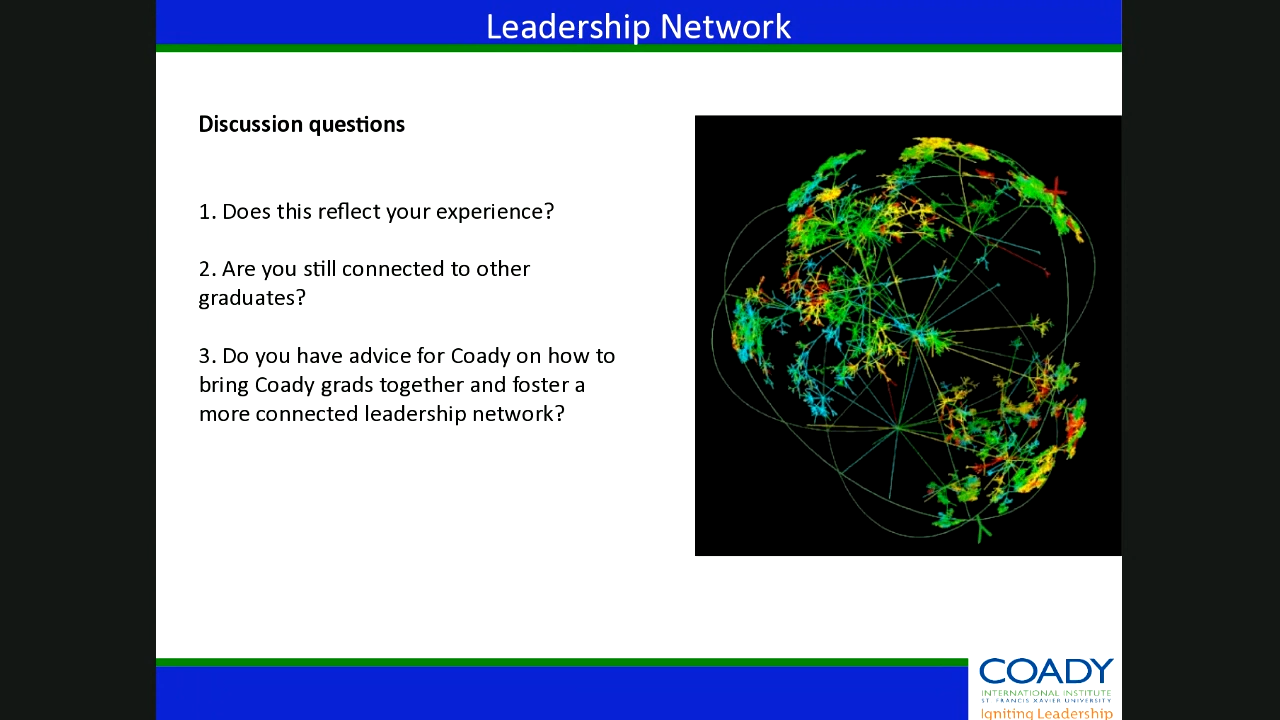 Leadership Network
Discussion questions
1. Does this reflect your experience?
2. Are you still connected to other
graduates?
3. Do you have advice for Coady on how to
bring Coady grads together and foster a
more connected leadership network?
COADY
INTERNATIONAL INSTITUTE
ST. FRANCIS XAVIER UNIVERSITY
Igniting Leadership